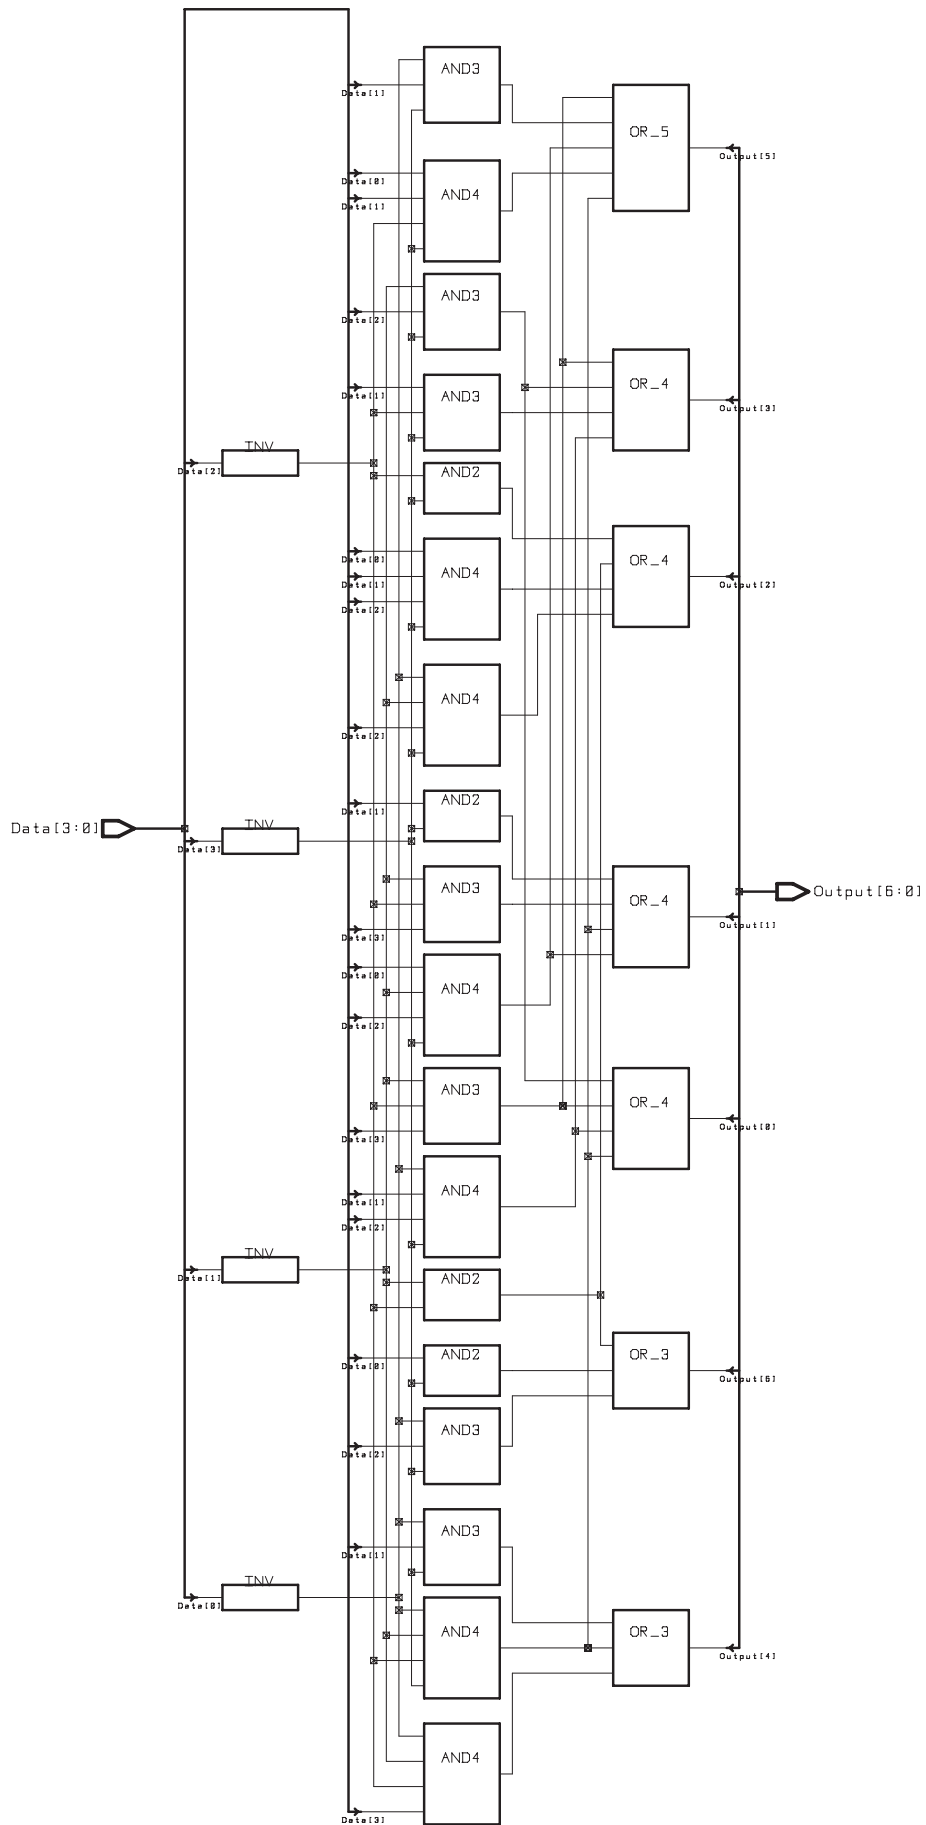 AND3
Data[1]
OR_5
Output[5]
Data[0]
AND4
Data[1]
AND3
Data[2]
OR_4
AND3
Data[1]
Output[3]
INV
Data[2]
AND2
Data[0]
OR_4
AND4
Data[1]
Output[2]
Data[2]
AND4
Data[2]
AND2
Data[1]
Data[3:0]
INV
Data[3]
AND3
OR_4
Output[6:0]
Data[3]
Output[1]
Data[0]
AND4
Data[2]
AND3
OR_4
Output[0]
Data[3]
AND4
Data[1]
Data[2]
INV
Data[1]
AND2
AND2
OR_3
Data[0]
Output[6]
AND3
Data[2]
AND3
Data[1]
INV
Data[0]
AND4
OR_3
Output[4]
AND4
Data[3]